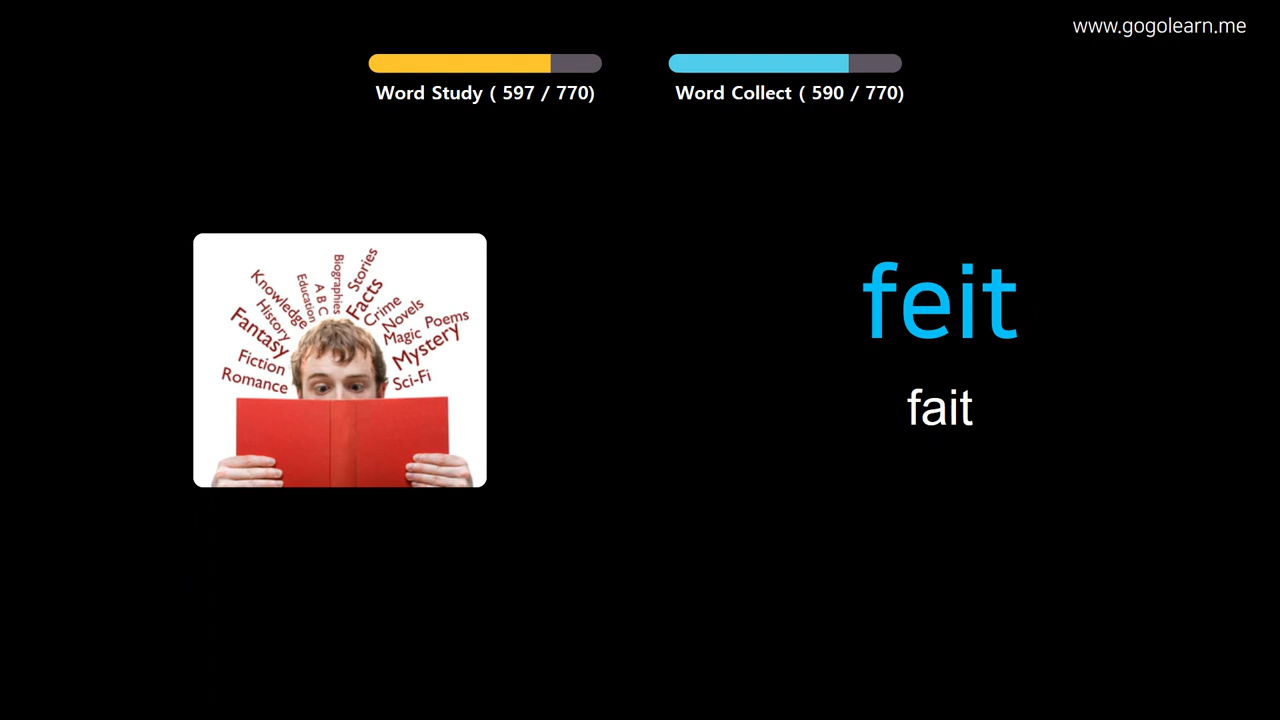 www.gogolearn.me
Word Study ( 597 / 770)
Word Collect ( 590 / 770)
Knowledge
History
Fantasy
Fiction
Romance
Education
A B C
Biographies
Stories
Facts
Crime
Novels
Magic
Poems
Mystery
Sci-Fi
feit
fait